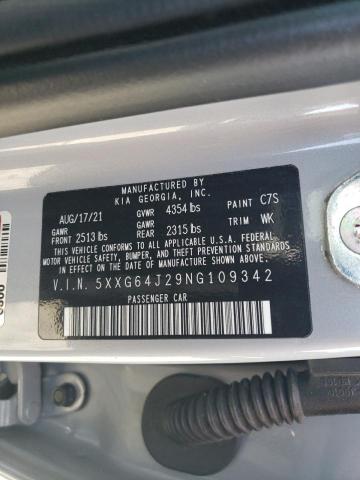 MANUFACTURED BY
KIA GEORGIA, INC.
AUG/17/21 GVWR 4354 lbs PAINT C7S
GAWR FRONT 2513 lbs GAWR REAR 2315 lbs TRIM WK
THIS VEHICLE CONFORMS TO ALL APPLICABLE U.S.A. FEDERAL
MOTOR VEHICLE SAFETY, BUMPER, AND THEFT PREVENTION STANDARDS
IN EFFECT ON THE DATE OF MANUFACTURE SHOWN ABOVE.
V.I.N. 5XXG64J29NG109342
PASSENGER CAR